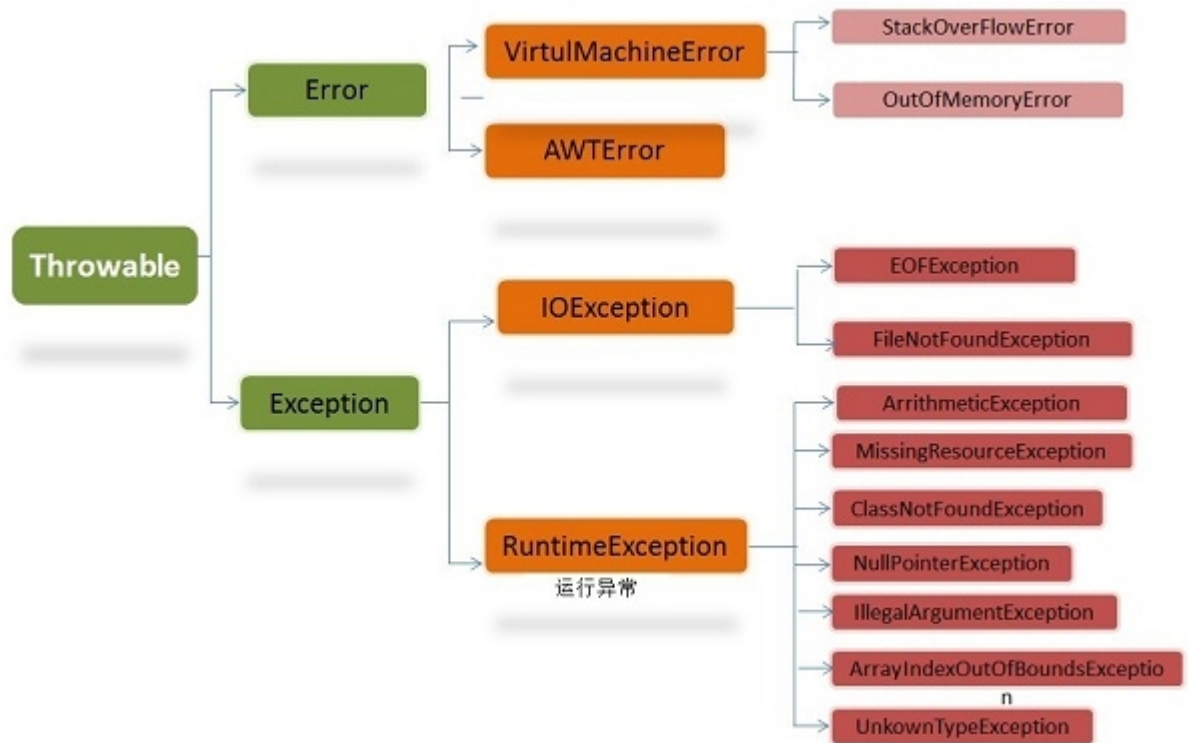 Throwable
Error
VirtulMachineError
StackOverFlowError
OutOfMemoryError
AWTError
Exception
IOException
EOFException
FileNotFoundException
RuntimeException
运行异常
ArrithmeticException
MissingResourceException
ClassNotFoundException
NullPointerException
IllegalArgumentException
ArrayIndexOutOfBoundsExceptio
n
UnkownTypeException